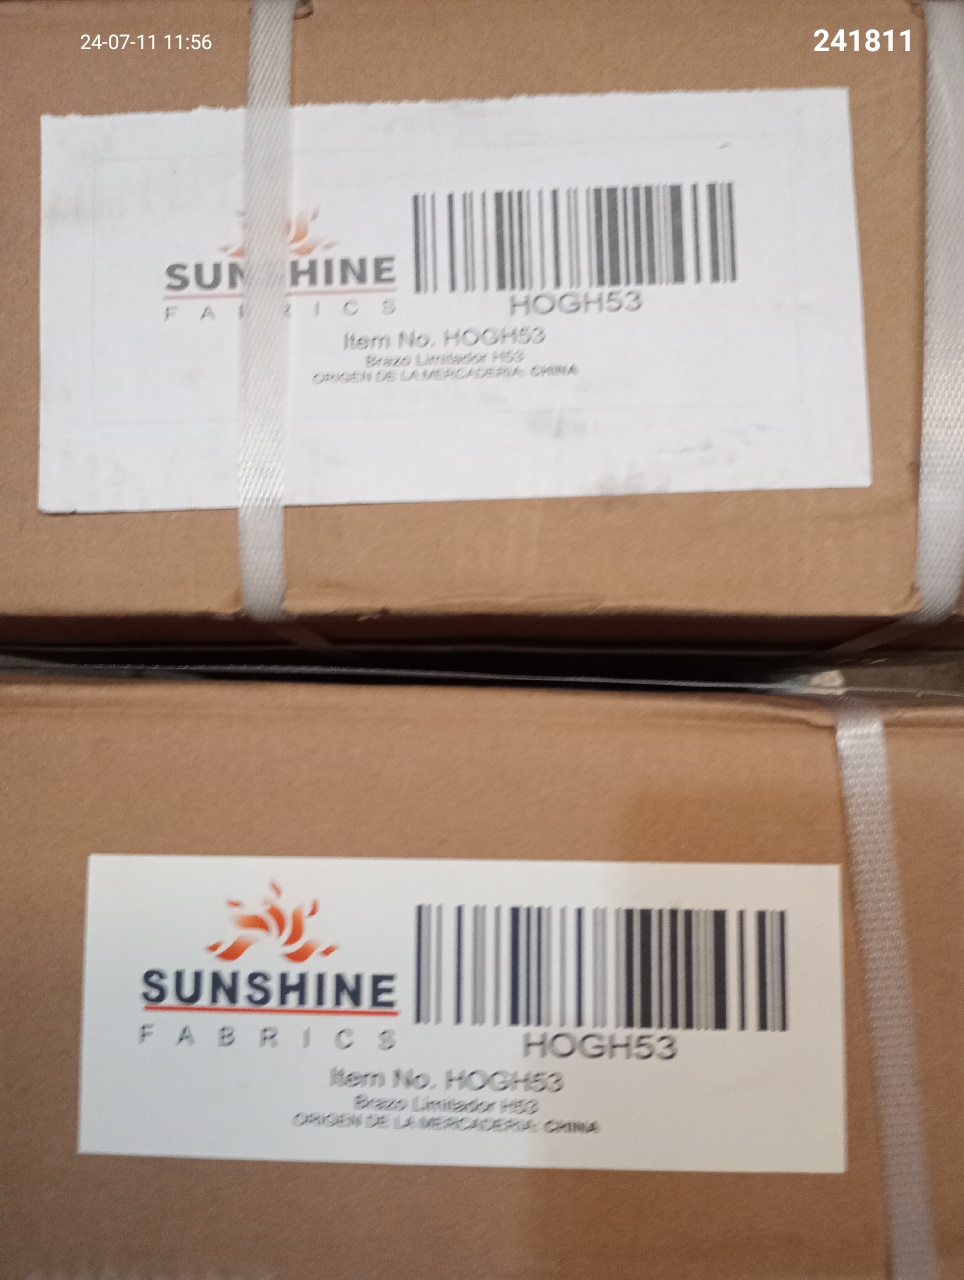 24-07-11 11:56
241811
SUNSHINE
FABRICS
HOGH53
Item No. HOGH53
Brazo Limitador H53
ORIGEN DE LA MERCADERIA: CHINA
SUNSHINE
FABRICS
HOGH53
Item No. HOGH53
Brazo Limitador H53
ORIGEN DE LA MERCADERIA: CHINA